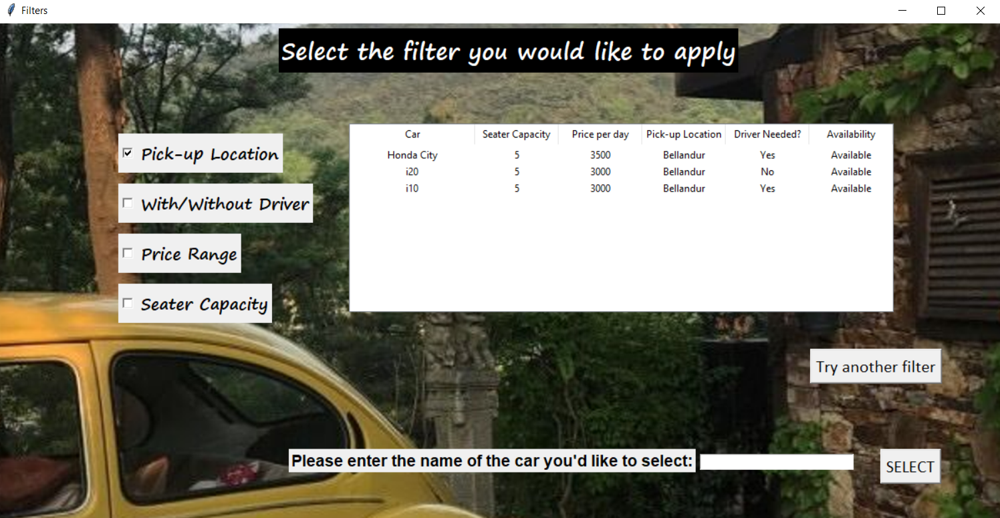 Filters
Select the filter you would like to apply
Pick-up Location
With/Without Driver
Price Range
Seater Capacity
Car Seater Capacity Price per day Pick-up Location Driver Needed? Availability
Honda City 5 3500 Bellandur Yes Available
i20 5 3000 Bellandur No Available
i10 5 3000 Bellandur Yes Available
Try another filter
Please enter the name of the car you'd like to select:
SELECT